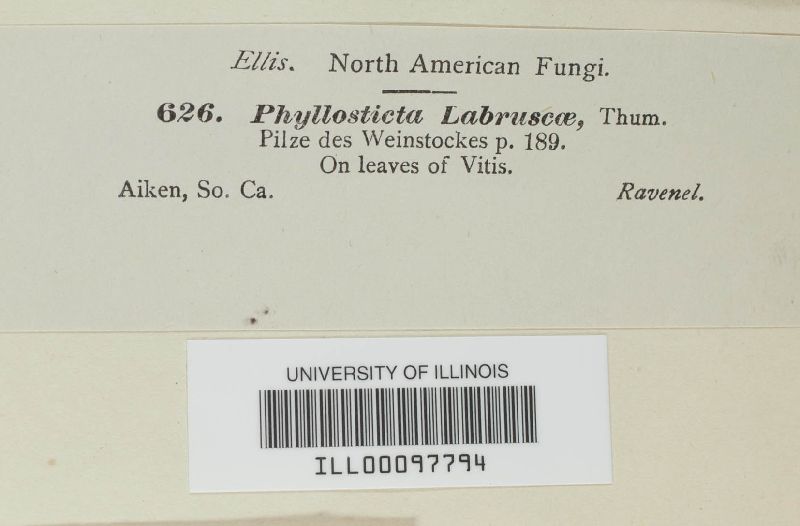 Ellis. North American Fungi.
626. Phyllosticta Labruscæ, Thum.
Pilze des Weinstockes p. 189.
On leaves of Vitis.
Aiken, So. Ca. Ravenel.
UNIVERSITY OF ILLINOIS
ILL00097794